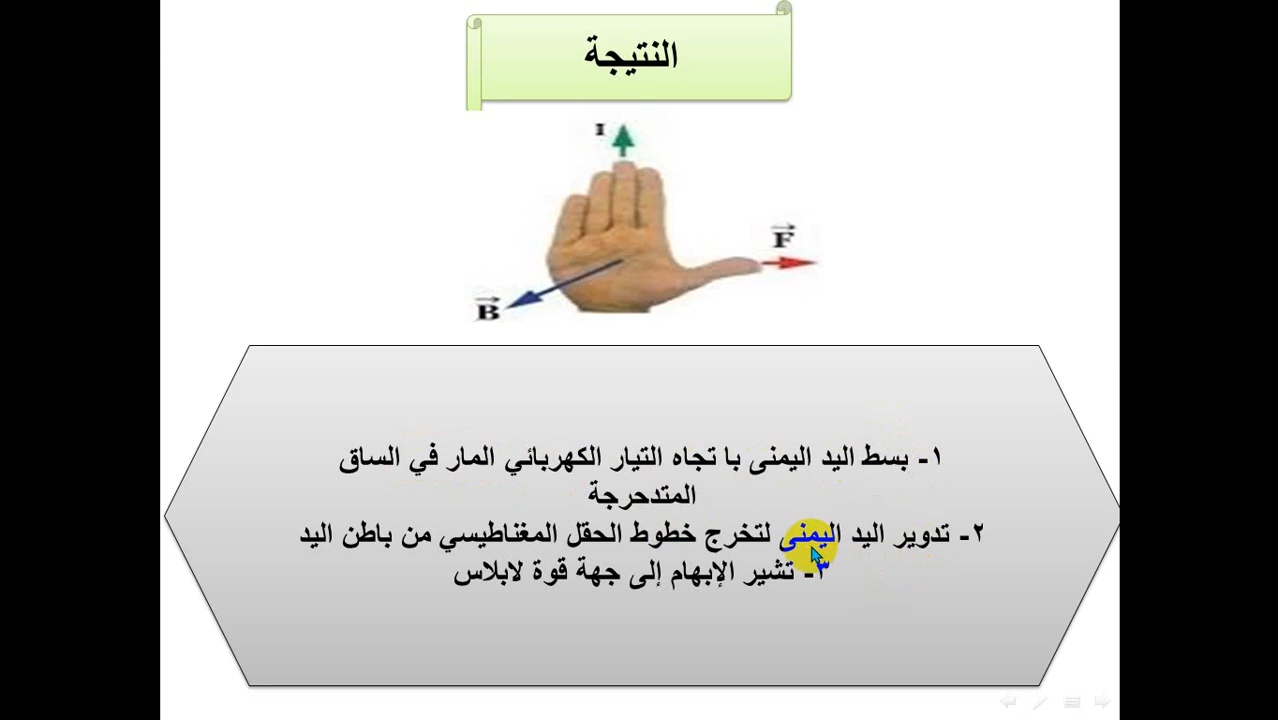 النتيجة
I
F
B
١- بسط اليد اليمنى با تجاه التيار الكهربائي المار في الساق
المتدحرجة
٢- تدوير اليد اليمنى لتخرج خطوط الحقل المغناطيسي من باطن اليد
٣- تشير الإبهام إلى جهة قوة لابلاس